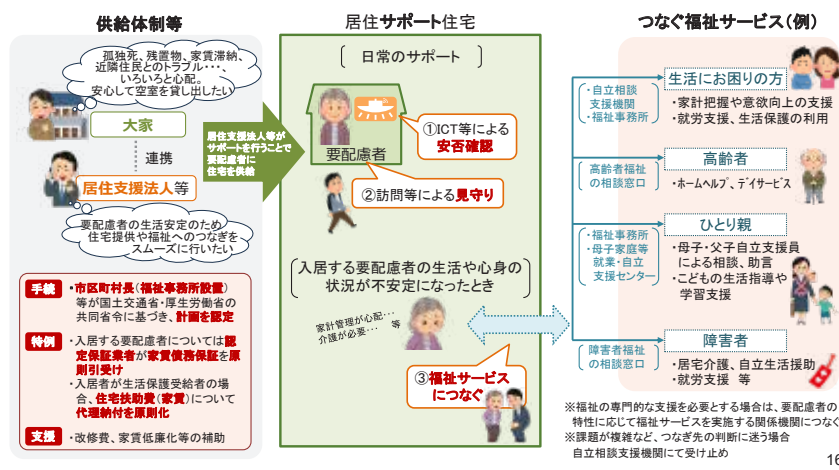 供給体制等
孤独死、残置物、家賃滞納、
近隣住民とのトラブル・・・、
いろいろと心配。
安心して空室を貸し出したい
大家
連携
居住支援法人等
要配慮者の生活安定のため
住宅提供や福祉へのつなぎを
スムーズに行いたい
居住支援法人等が
サポートを行うことで
要配慮者に
住宅を供給
手続
・市区町村長(福祉事務所設置)
等が国土交通省・厚生労働省の
共同省令に基づき、計画を認定
特例
・入居する要配慮者については認
定保証業者が家賃債務保証を原
則引受け
・入居者が生活保護受給者の場
合、住宅扶助費(家賃)について
代理納付を原則化
支援
・改修費、家賃低廉化等の補助
居住サポート住宅
日常のサポート
①ICT等による
安否確認
要配慮者
②訪問等による見守り
入居する要配慮者の生活や心身の
状況が不安定になったとき
家計管理が心配・・・
介護が必要・・・ 等
③福祉サービス
につなぐ
つなぐ福祉サービス(例)
・自立相談
支援機関
・福祉事務所
生活にお困りの方
・家計把握や意欲向上の支援
・就労支援、生活保護の利用
高齢者福祉
の相談窓口
高齢者
・ホームヘルプ、デイサービス
・福祉事務所
・母子家庭等
就業・自立
支援センター
ひとり親
・母子・父子自立支援員
による相談、助言
・こどもの生活指導や
学習支援
障害者福祉
の相談窓口
障害者
・居宅介護、自立生活援助
・就労支援 等
※福祉の専門的な支援を必要とする場合は、要配慮者の
特性に応じて福祉サービスを実施する関係機関につなぐ
※課題が複雑など、つなぎ先の判断に迷う場合
自立相談支援機関にて受け止め
16